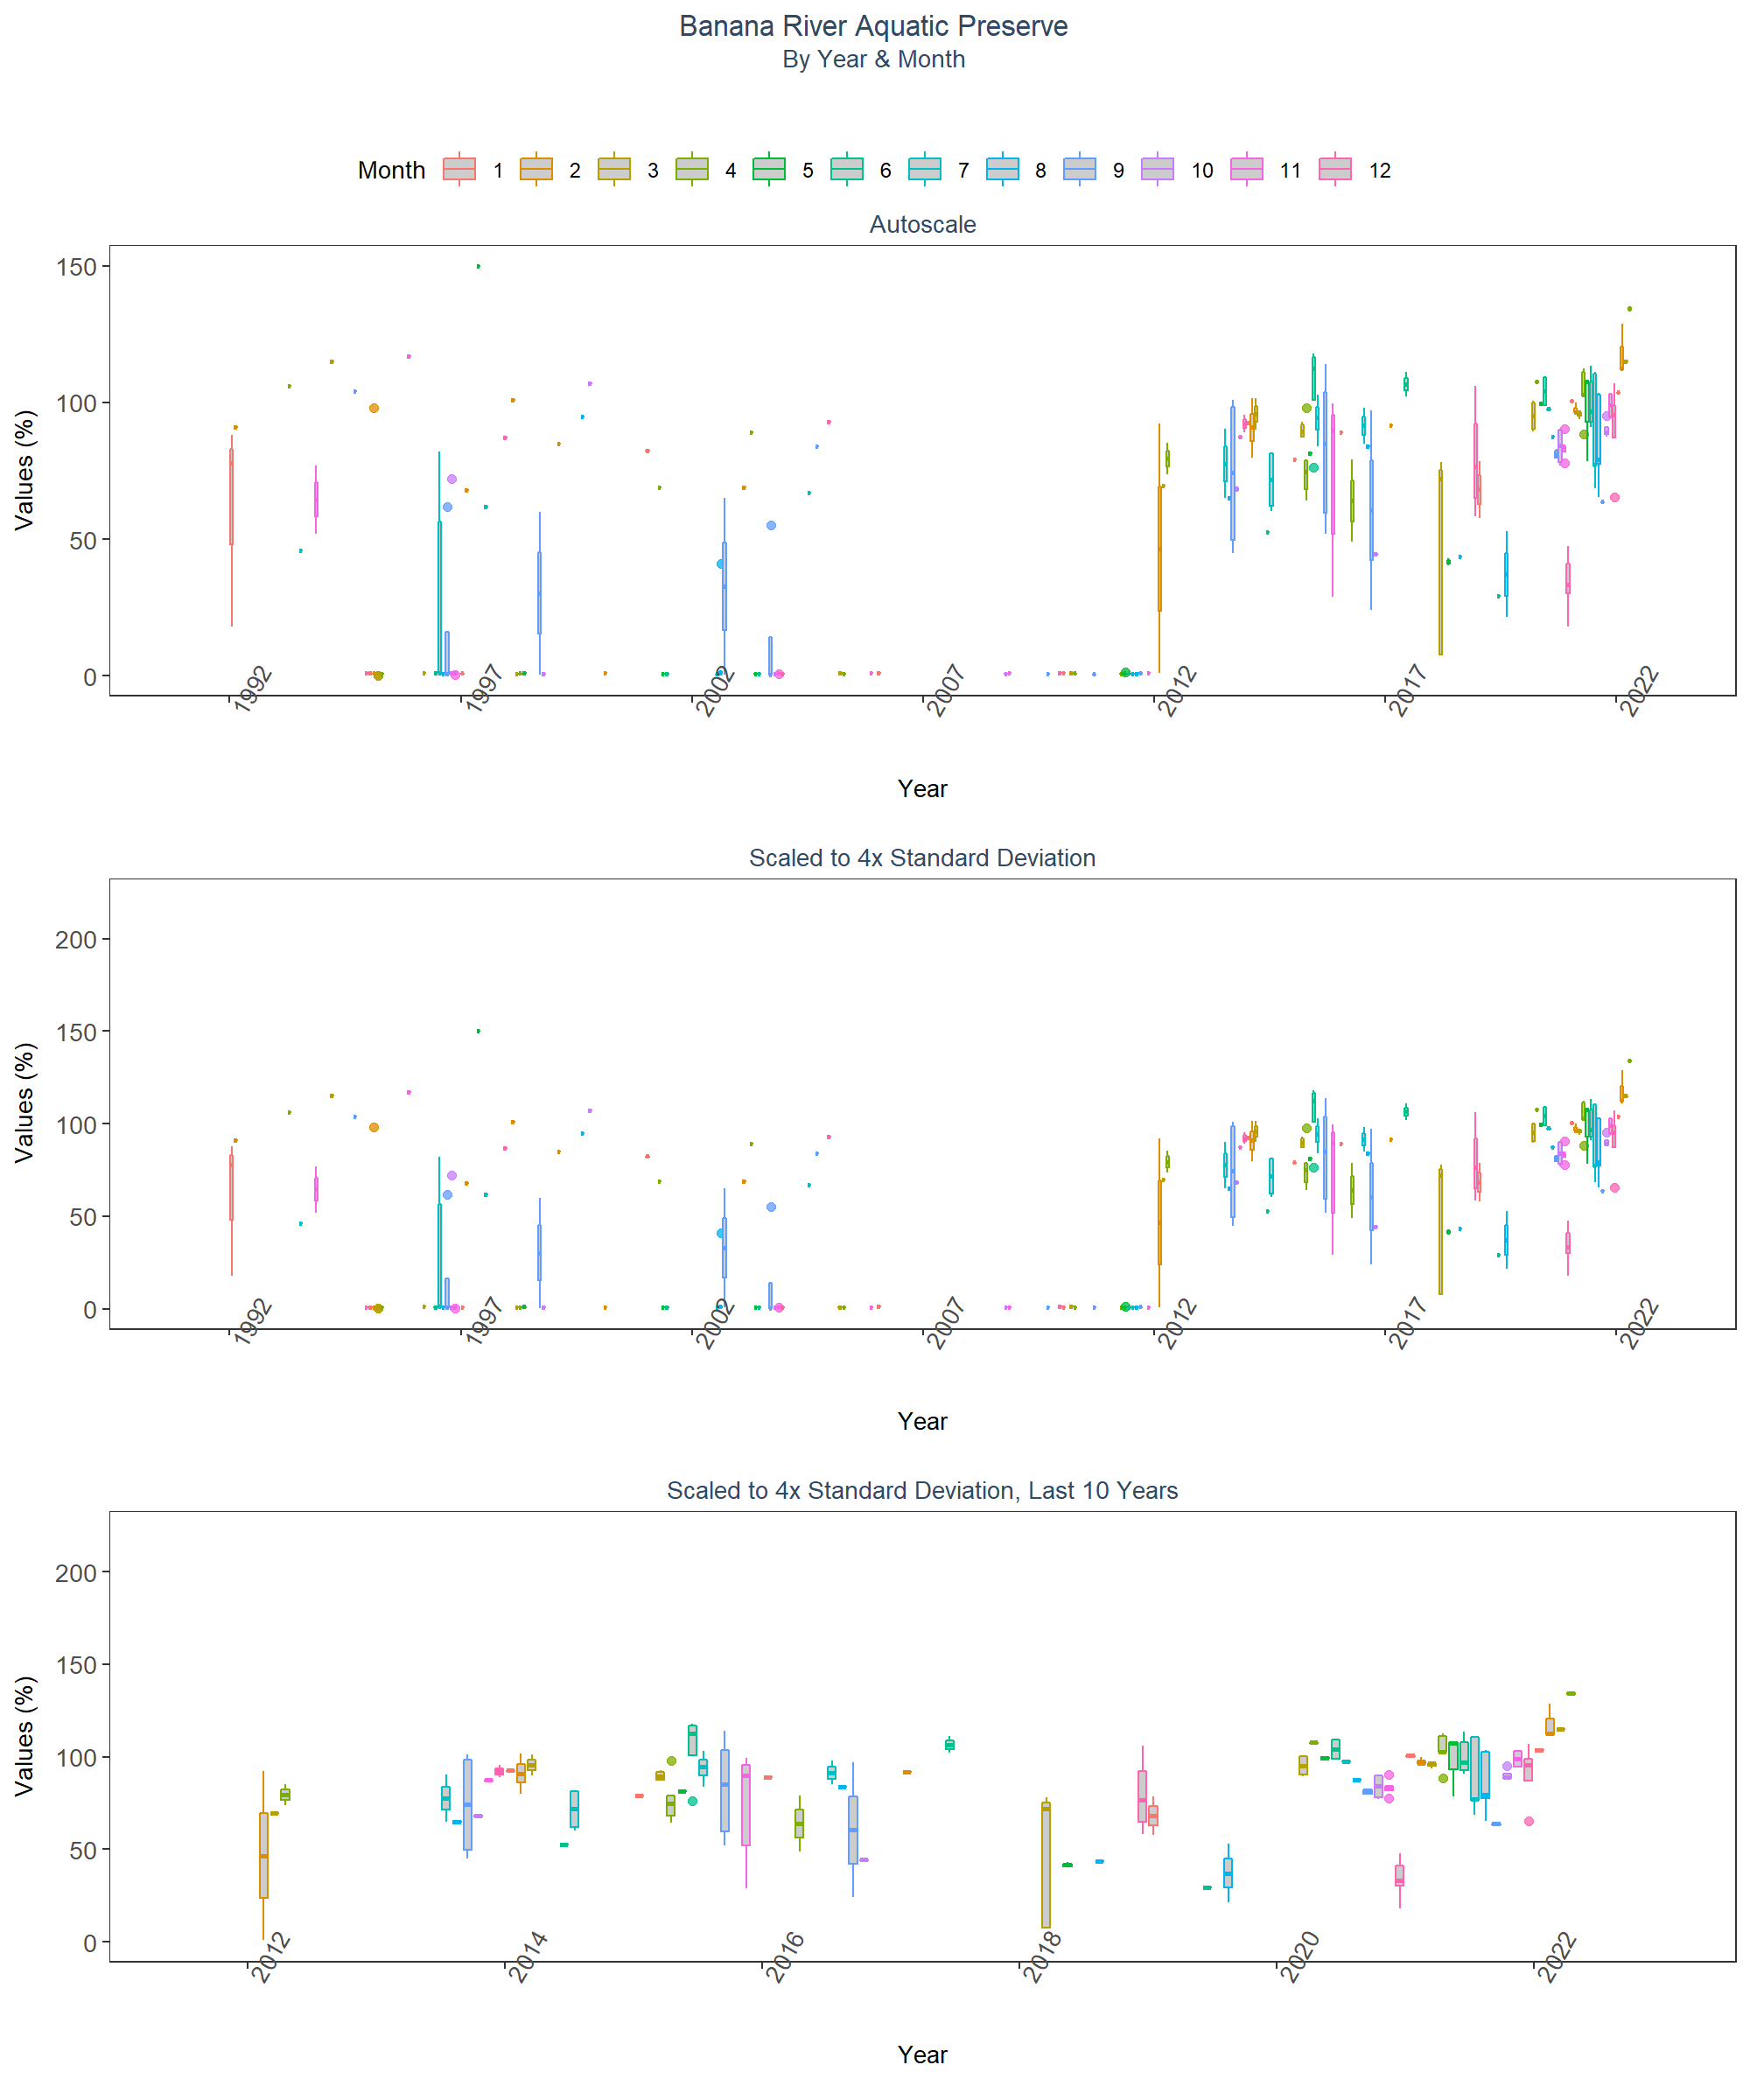 Banana River Aquatic Preserve
By Year & Month
Month 1 2 3 4 5 6 7 8 9 10 11 12
Autoscale
Values (%)
150
100
50
0
1992 1997 2002 2007 2012 2017 2022
Year
Scaled to 4x Standard Deviation
Values (%)
200
150
100
50
0
1992 1997 2002 2007 2012 2017 2022
Year
Scaled to 4x Standard Deviation, Last 10 Years
Values (%)
200
150
100
50
0
2012 2014 2016 2018 2020 2022
Year